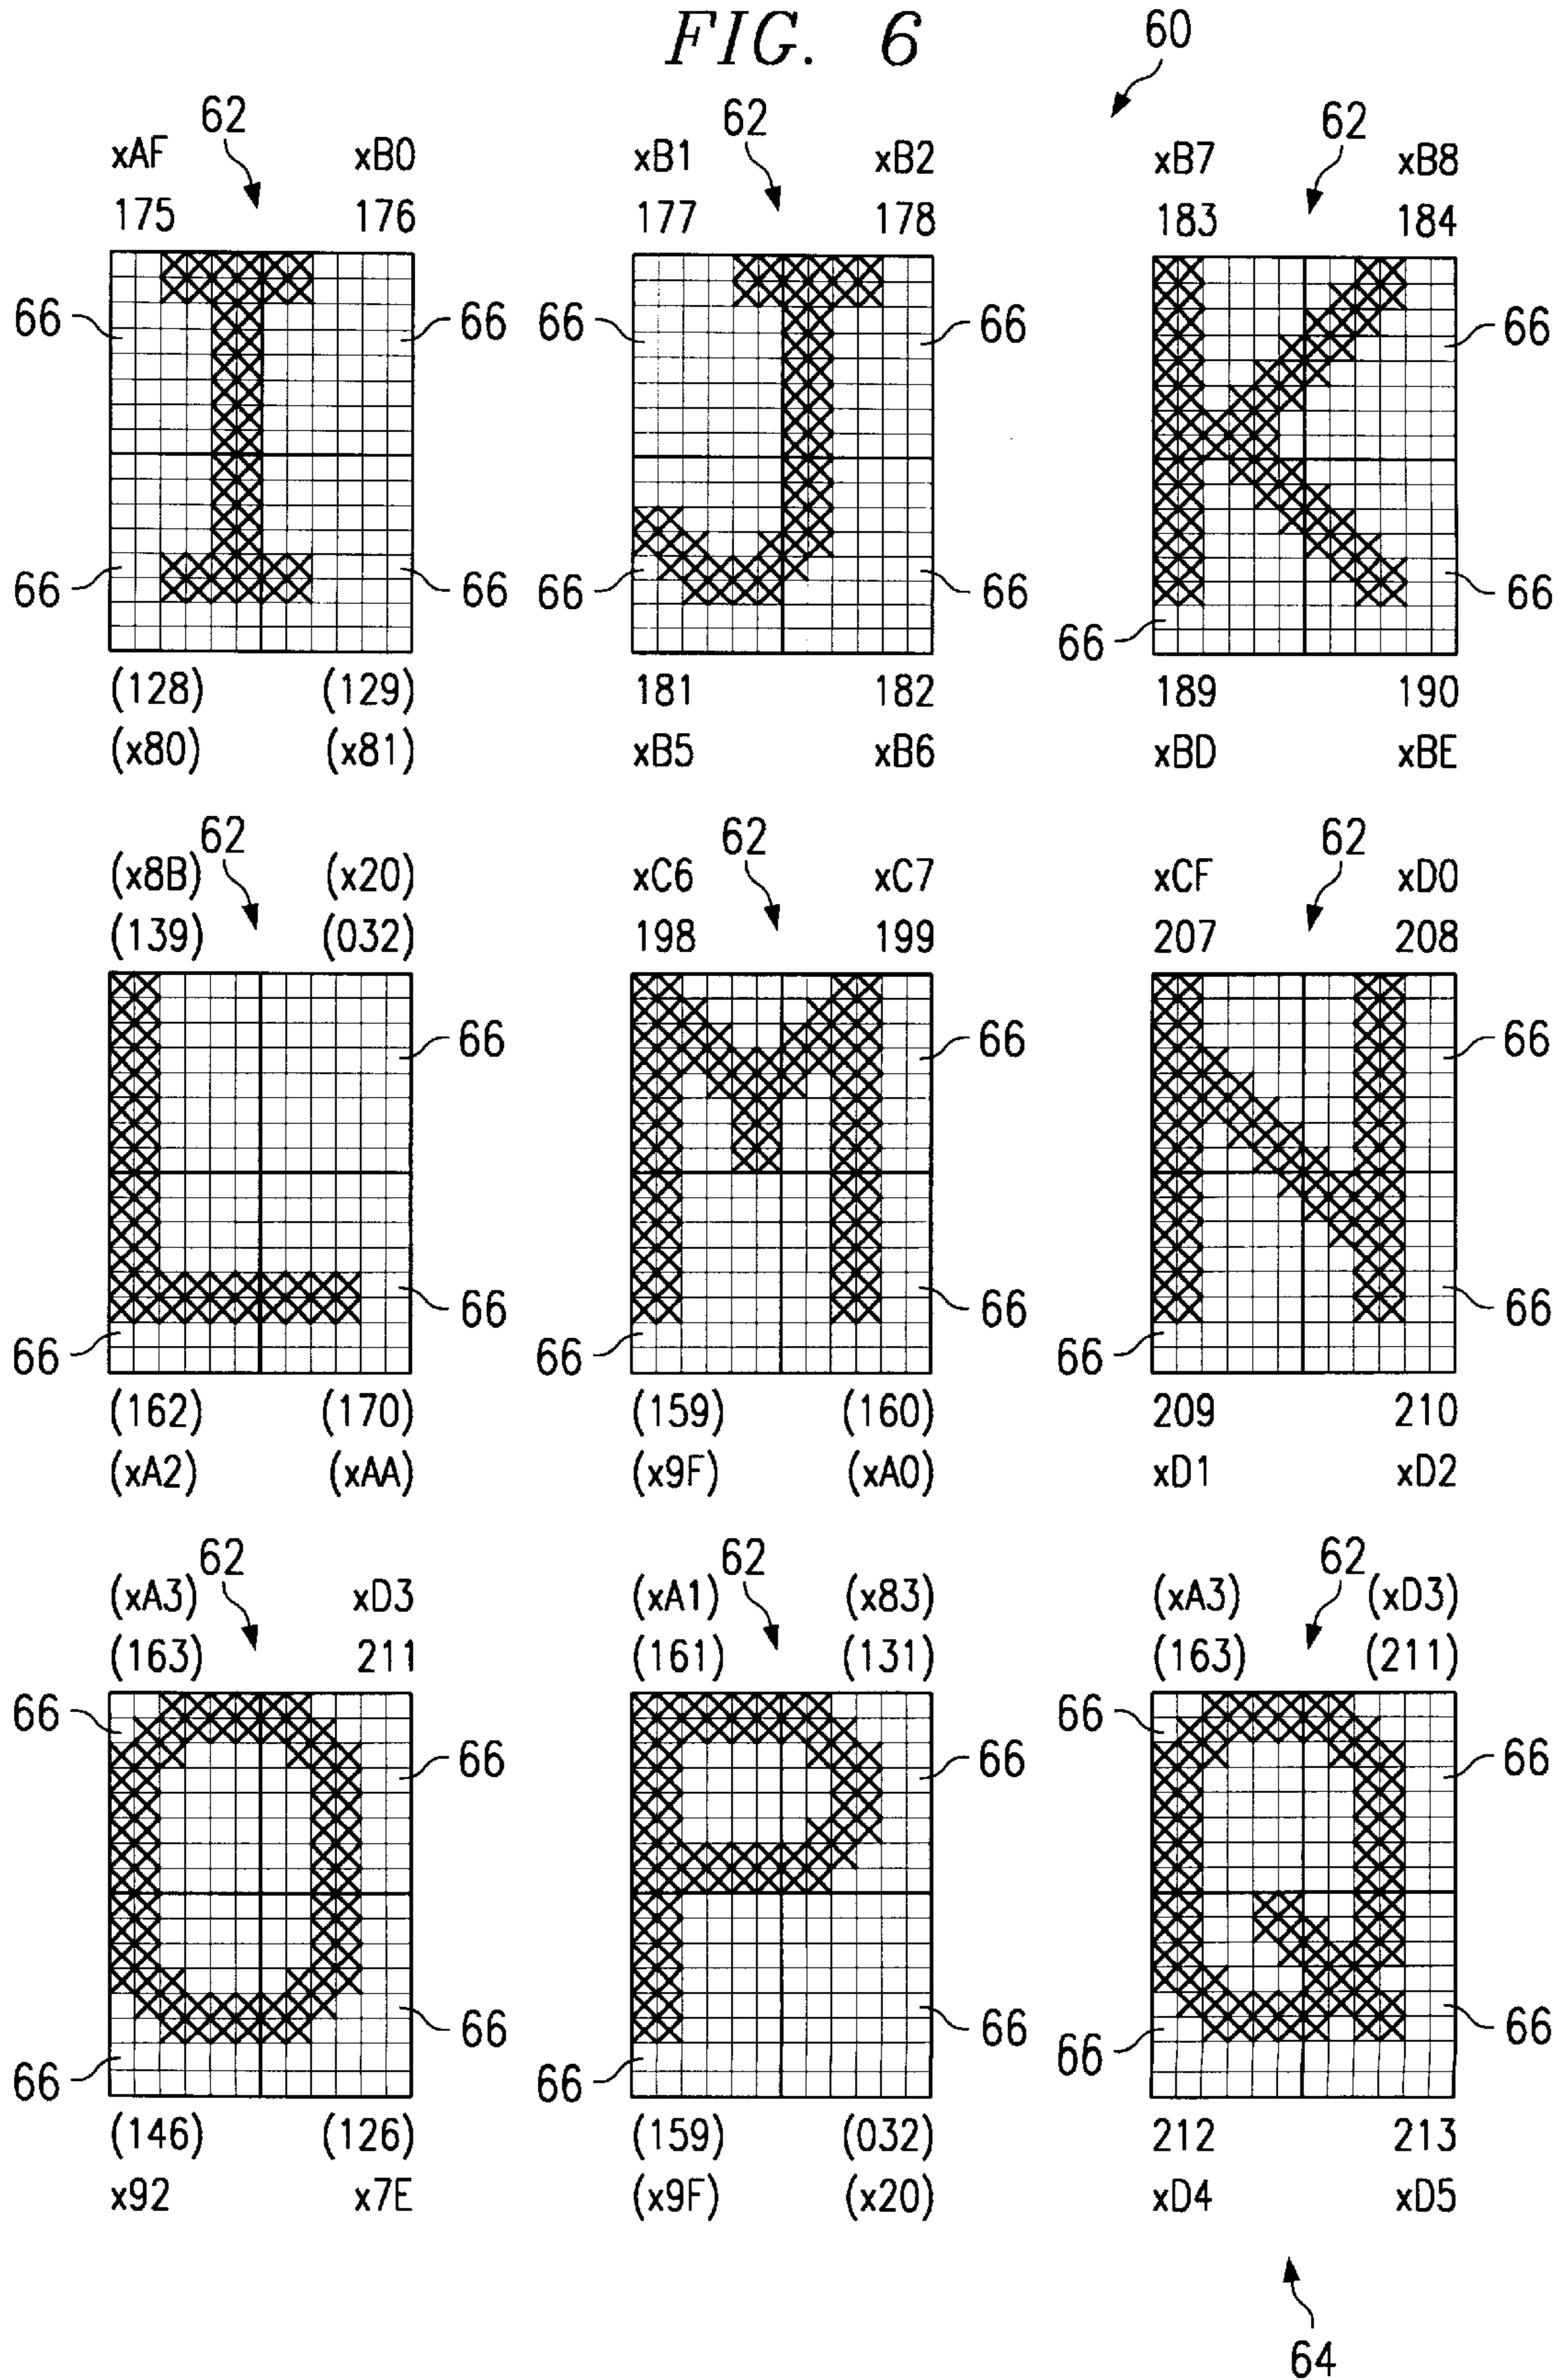 FIG. 6
60
62 62 62
xAF xB0 xB1 xB2 xB7 xB8
175 176 177 178 183 184
66 66 66 66 66
66 66 66 66 66
66
(128) (129) 181 182 189 190
(x80) (x81) xB5 xB6 xBD xBE
62 62 62
(x8B) (x20) xC6 xC7 xCF xD0
(139) (032) 198 199 207 208
66 66 66
66 66 66
66 66 66
(162) (170) (159) (160) 209 210
(xA2) (xAA) (x9F) (xA0) xD1 xD2
62 62 62
(xA3) xD3 (xA1) (x83) (xA3) (xD3)
(163) 211 (161) (131) (163) (211)
66 66
66 66 66
66 66 66
66 66 66
(146) (126) (159) (032) 212 213
x92 x7E (x9F) (x20) xD4 xD5
64